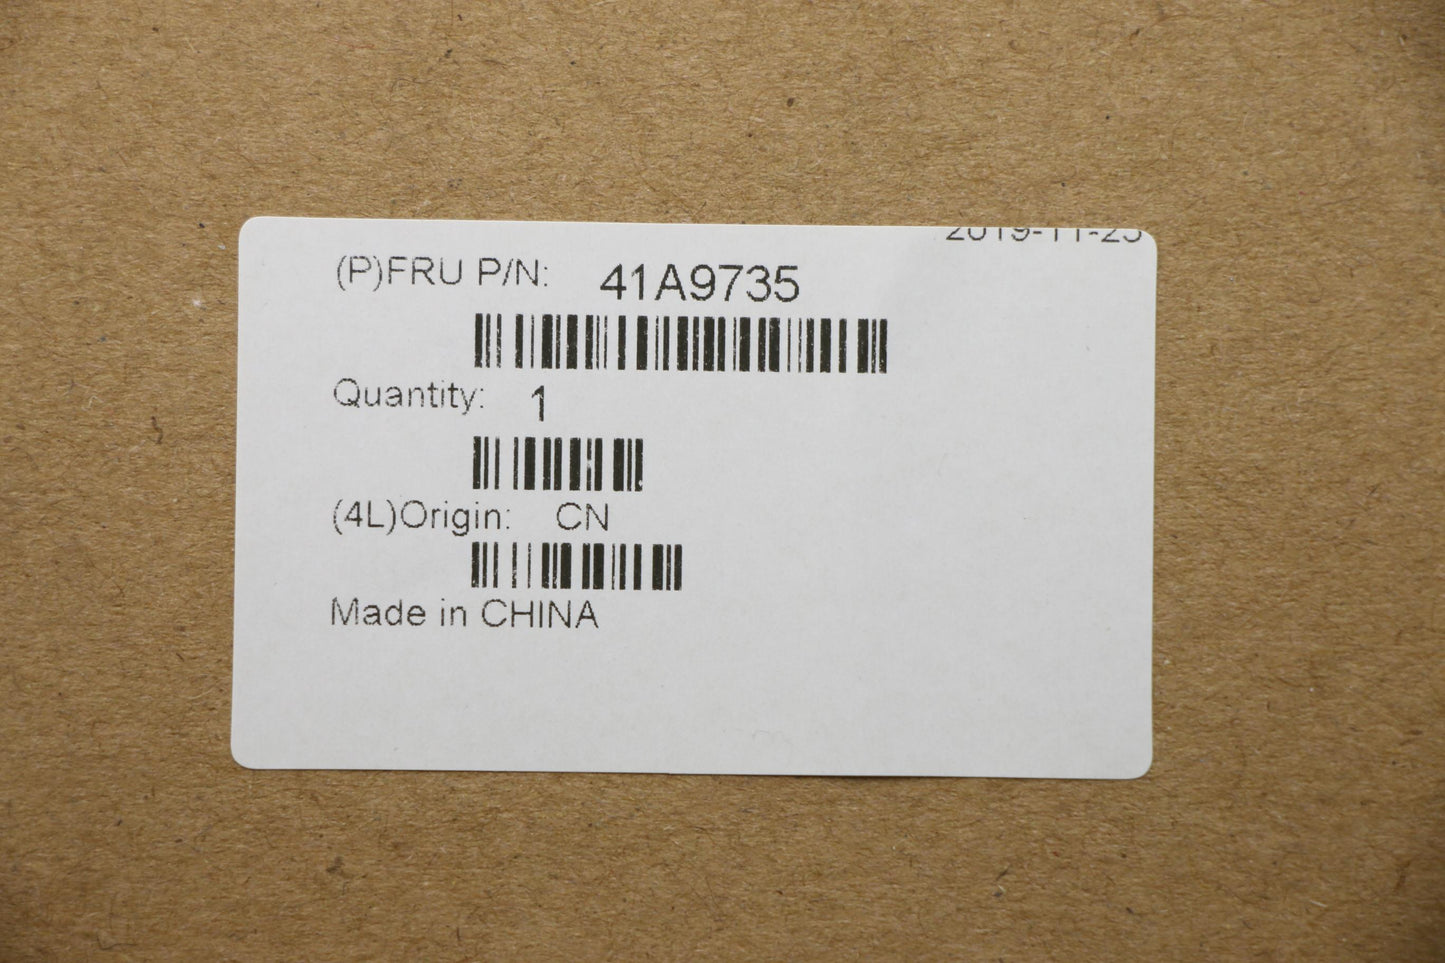 (P)FRU P/N: 41A9735
Quantity: 1
(4L)Origin: CN
Made in CHINA